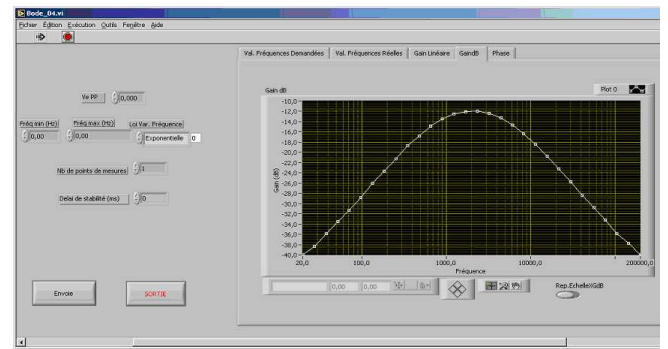 Bode_04.vi
Fichier Edition Exécution Outils Fenêtre Aide
Val. Fréquences Demandées Val. Fréquences Réelles Gain Linéaire GaindB Phase
Ve PP 0,000
Fréq min (Hz) Fréq max (Hz) Loi Var. Fréquence
0,00 0,00 Exponentielle 0
Nb de points de mesures 1
Delai de stabilité (ms) 0
Envoie SORTIE
Gain dB Plot 0
-10,0
-12,0
-14,0
-16,0
-18,0
-20,0
-22,0
-24,0
-26,0
-28,0
-30,0
-32,0
-34,0
-36,0
-38,0
-40,0
Gain (dB)
20,0 100,0 1000,0 10000,0 200000,0
Fréquence
0,00 0,00
Rep.EchelleXGdB